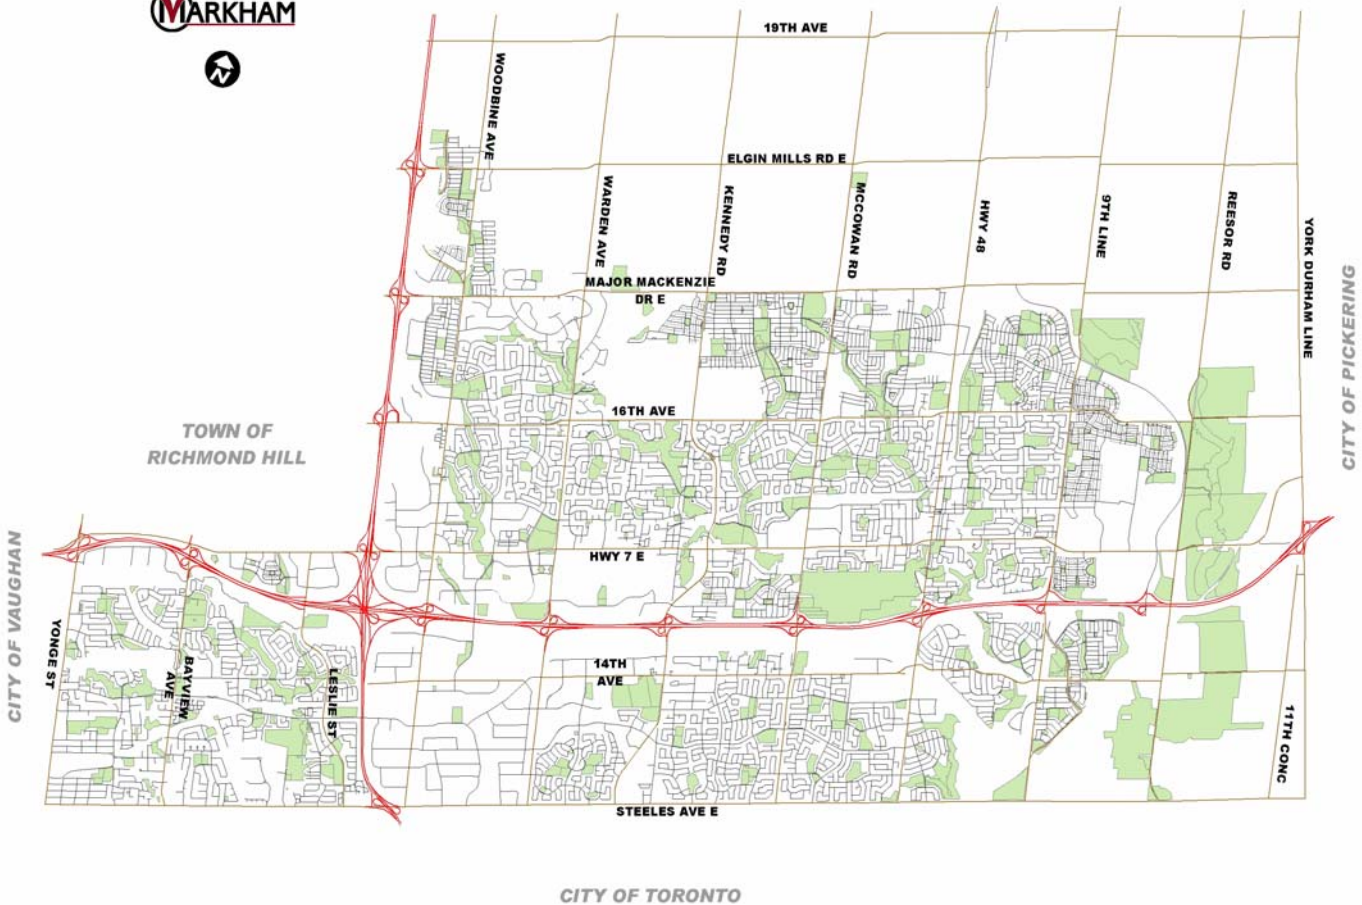 MARKHAM
N
19TH AVE
WOODBINE AVE
ELGIN MILLS RD E
WARDEN AVE
KENNEDY RD
MCCOWAN RD
HWY 48
9TH LINE
REESOR RD
YORK DURHAM LINE
MAJOR MACKENZIE
DR E
CITY OF PICKERING
16TH AVE
TOWN OF
RICHMOND HILL
HWY 7 E
CITY OF VAUGHAN
YONGE ST
BAYVIEW
AVE
LESLIE ST
14TH
AVE
11TH CONC
STEELES AVE E
CITY OF TORONTO